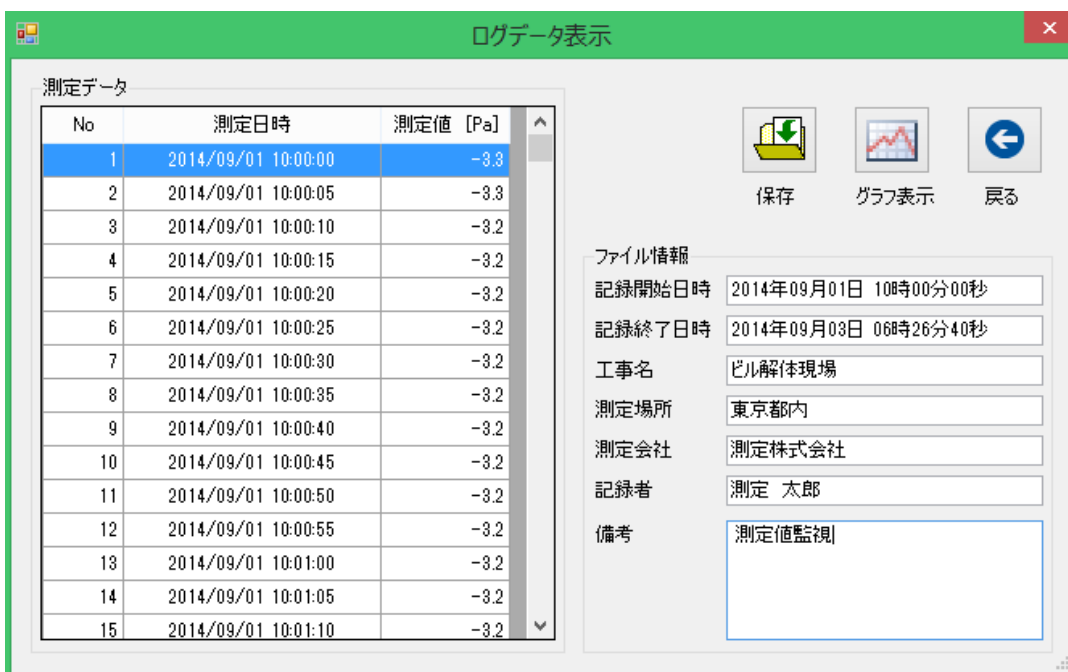 ログデータ表示
測定データ
No 測定日時 測定値 [Pa]
1 2014/09/01 10:00:00 -3.3
2 2014/09/01 10:00:05 -3.3
3 2014/09/01 10:00:10 -3.2
4 2014/09/01 10:00:15 -3.2
5 2014/09/01 10:00:20 -3.2
6 2014/09/01 10:00:25 -3.2
7 2014/09/01 10:00:30 -3.2
8 2014/09/01 10:00:35 -3.2
9 2014/09/01 10:00:40 -3.2
10 2014/09/01 10:00:45 -3.2
11 2014/09/01 10:00:50 -3.2
12 2014/09/01 10:00:55 -3.2
13 2014/09/01 10:01:00 -3.2
14 2014/09/01 10:01:05 -3.2
15 2014/09/01 10:01:10 -3.2
保存 グラフ表示 戻る
ファイル情報
記録開始日時 2014年09月01日 10時00分00秒
記録終了日時 2014年09月03日 06時26分40秒
工事名 ビル解体現場
測定場所 東京都内
測定会社 測定株式会社
記録者 測定 太郎
備考 測定値監視